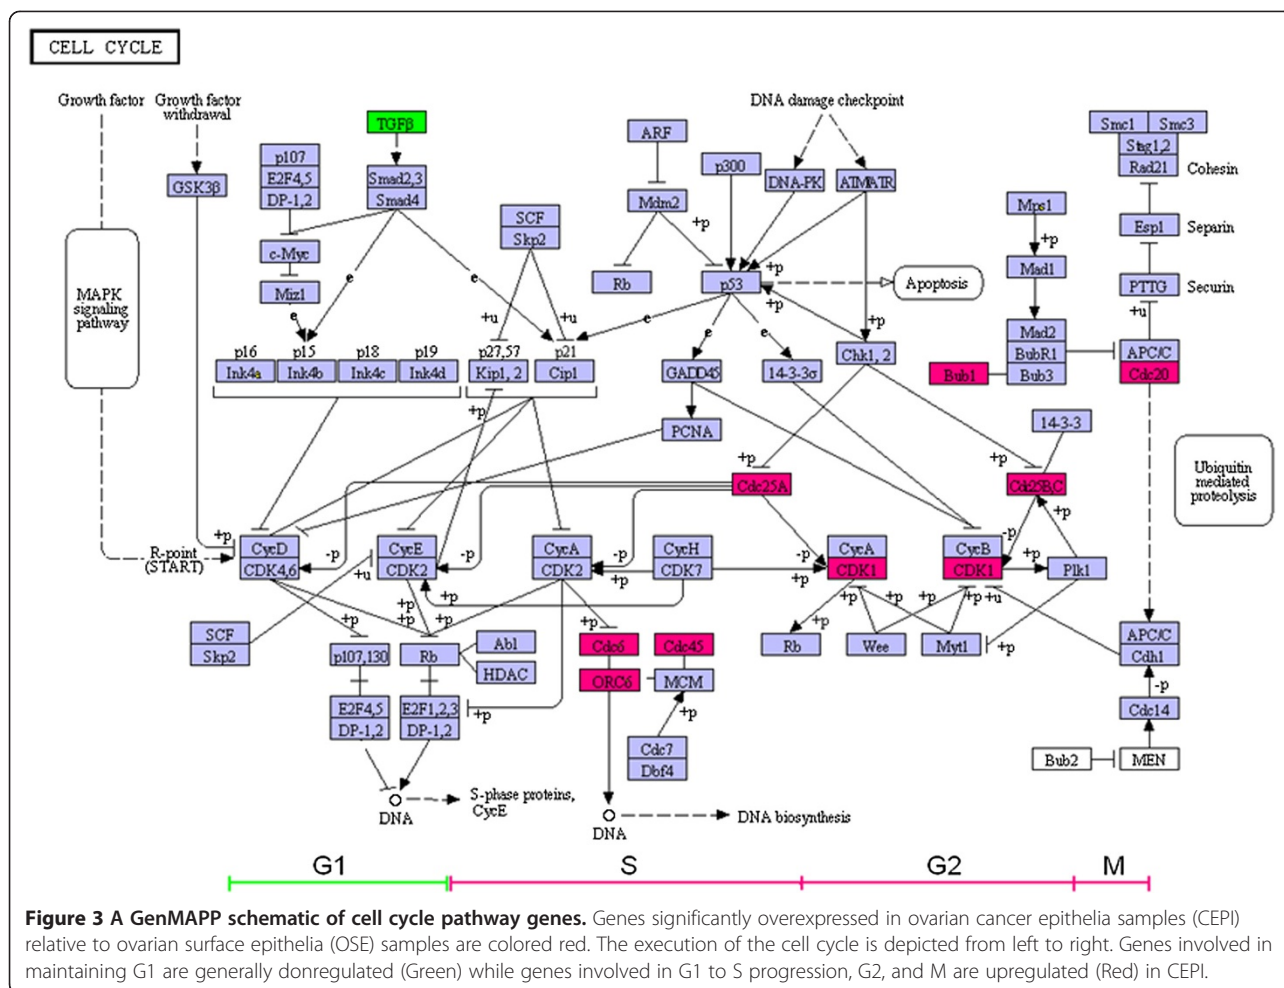 CELL CYCLE
Growth factor
Growth factor
withdrawal
TGFβ
DNA damage checkpoint
Smc1
Smc3
Stag1,2
Rad21
Cohesin
ARF
p300
DNA-PK
ATM/ATR
GSK3β
p107
E2F4,5
DP-1,2
Smad2,3
Smad4
Mdm2
+p
Mps1
+p
Esp1
Separin
SCF
Skp2
c-Myc
Rb
p53
+p
+p
Apoptosis
Mad1
PTTG
Securin
+u
Miz1
e
e
e
e
e
e
+u
+u
+p
MAPK
signaling
pathway
p16
Ink4a
p15
Ink4b
p18
Ink4c
p19
Ink4d
p27,57
Kip1, 2
p21
Cip1
GADD45
14-3-3σ
Chk1, 2
Mad2
BubR1
Bub3
Bub1
APC/C
Cdc20
+p
PCNA
14-3-3
Ubiquitin
mediated
proteolysis
+p
Cdc25A
+p
Cdc25B,C
R-point
(START)
+p
CycD
CDK4,6
-p
CycE
CDK2
-p
CycA
CDK2
-p
+p
CycH
CDK7
-p
+p
CycA
CDK1
CycB
CDK1
-p
+p
+p
Plk1
+u
+p
+p
+p
+p
+p
+p
+p
+p
+p
+u
+p
SCF
Skp2
p107,130
Rb
Abl
HDAC
Cdc6
ORC6
Cdc45
MCM
Rb
Wee
Myt1
+p
APC/C
Cdh1
-p
E2F4,5
DP-1,2
E2F1,2,3
DP-1,2
+p
+p
Cdc7
Dbf4
Cdc14
Bub2
MEN
DNA
S-phase proteins,
CycE
DNA
DNA biosynthesis
G1
S
G2
M
Figure 3 A GenMAPP schematic of cell cycle pathway genes. Genes significantly overexpressed in ovarian cancer epithelia samples (CEPI)
relative to ovarian surface epithelia (OSE) samples are colored red. The execution of the cell cycle is depicted from left to right. Genes involved in
maintaining G1 are generally donregulated (Green) while genes involved in G1 to S progression, G2, and M are upregulated (Red) in CEPI.